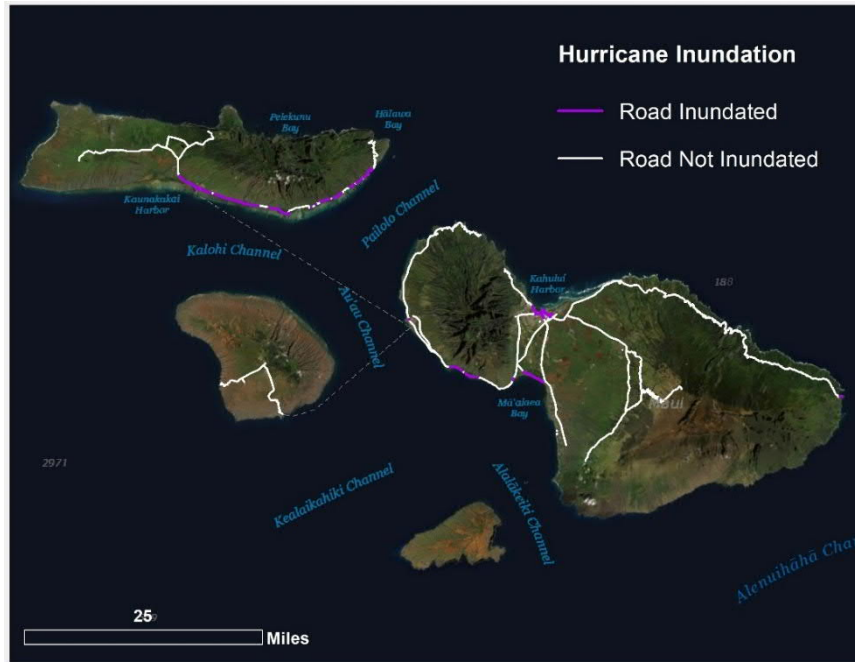 Hurricane Inundation
Road Inundated
Road Not Inundated
Pelekunu
Bay
Hālawa
Bay
Kaunakakai
Harbor
Kalohi Channel
Pailolo Channel
Au'au Channel
Kahului
Harbor
188
Mā'alaea
Bay
Maui
2971
Kealaikahiki Channel
Alalākeiki Channel
Alenuihāhā Cha
25
Miles